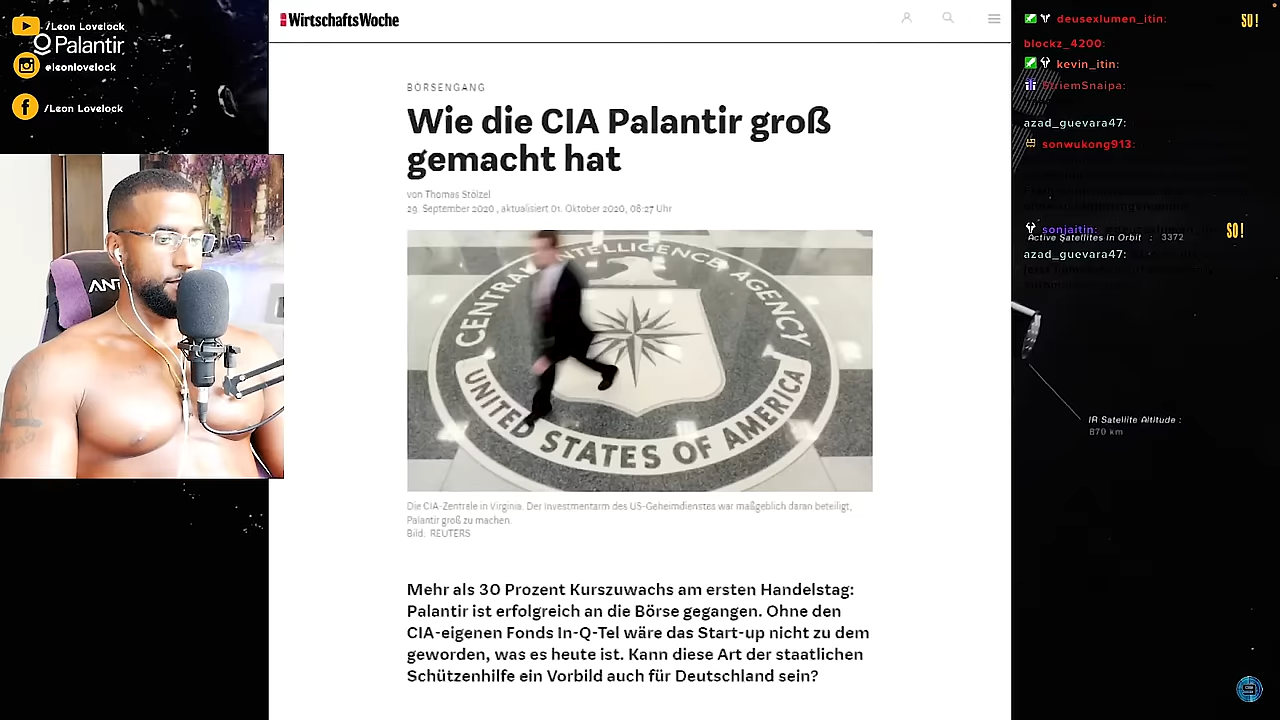 /Leon Lovelock
Palantir
@leonlovelock
/Leon Lovelock
WirtschaftsWoche
BÖRSENGANG
Wie die CIA Palantir groß
gemacht hat
von Thomas Stölzel
29. September 2020, aktualisiert 01. Oktober 2020, 08:27 Uhr
CENTRAL INTELLIGENCE AGENCY
UNITED STATES OF AMERICA
Die CIA-Zentrale in Virginia. Der Investmentarm des US-Geheimdienstes war maßgeblich daran beteiligt,
Palantir groß zu machen.
Bild: REUTERS
Mehr als 30 Prozent Kurszuwachs am ersten Handelstag:
Palantir ist erfolgreich an die Börse gegangen. Ohne den
CIA-eigenen Fonds In-Q-Tel wäre das Start-up nicht zu dem
geworden, was es heute ist. Kann diese Art der staatlichen
Schützenhilfe ein Vorbild auch für Deutschland sein?
ANT
deusexlumen_itin:
SO!
blockz_4200:
kevin_itin:
StriemSnaipa:
azad_guevara47:
sonwukong913:
sonjaitin:
SO!
Active Satellites in Orbit : 3372
azad_guevara47:
IR Satellite Altitude :
870 km